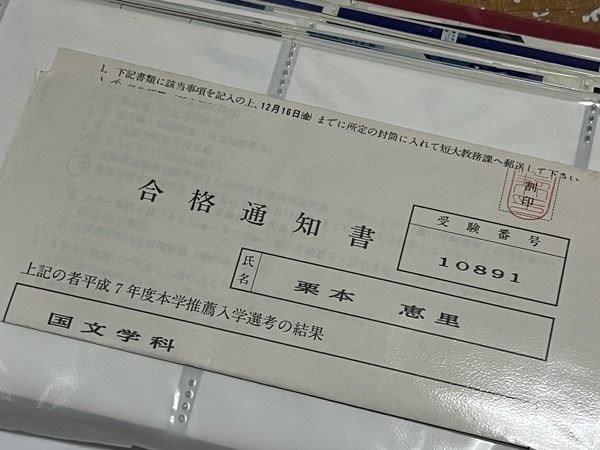 1. 下記書類に該当事項を記入の上、12月16日㈮ までに所定の封筒に入れて短大教務課へ郵送して下さい
割印
合格通知書
受験番号
10891
氏名
栗本 恵里
上記の者平成7年度本学推薦入学選考の結果
国文学科